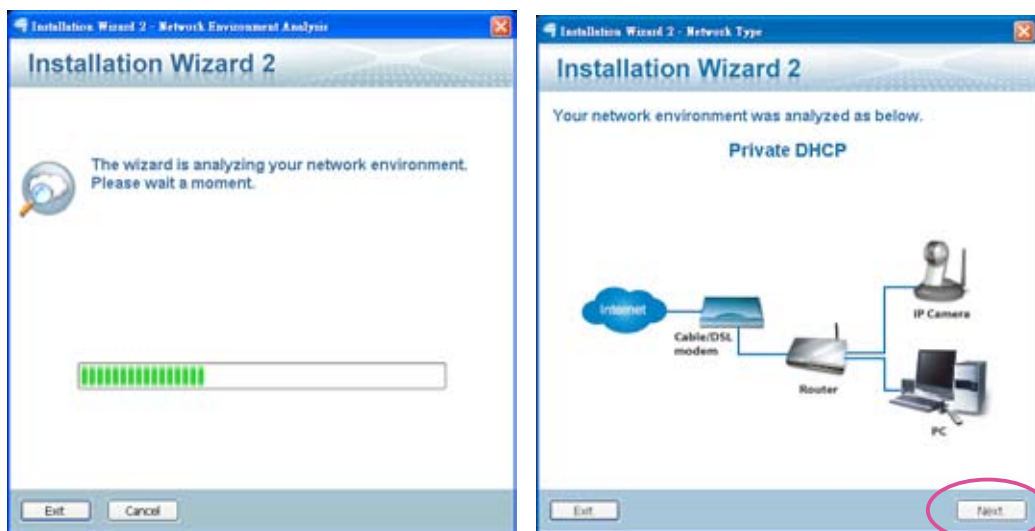 Installation Wizard 2 - Network Environment Analysis
Installation Wizard 2
The wizard is analyzing your network environment.
Please wait a moment.
Exit
Cancel
Installation Wizard 2 - Network Type
Installation Wizard 2
Your network environment was analyzed as below.
Private DHCP
Internet
Cable/DSL
modem
Router
IP Camera
PC
Exit
Next